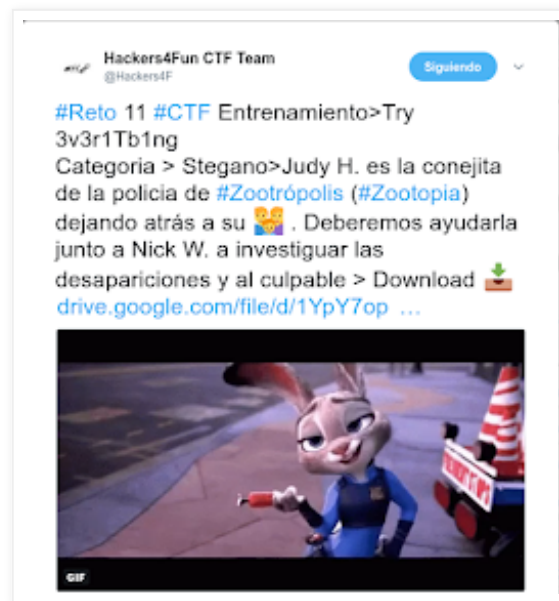 Hackers4Fun CTF Team
@Hackers4F
Siguiendo
#Reto 11 #CTF Entrenamiento>Try
3v3r1Tb1ng
Categoria > Stegano>Judy H. es la conejita
de la policia de #Zootrópolis (#Zootopia)
dejando atrás a su 👪 . Deberemos ayudarla
junto a Nick W. a investiguar las
desapariciones y al culpable > Download 📥
drive.google.com/file/d/1YpY7op ...
GIF